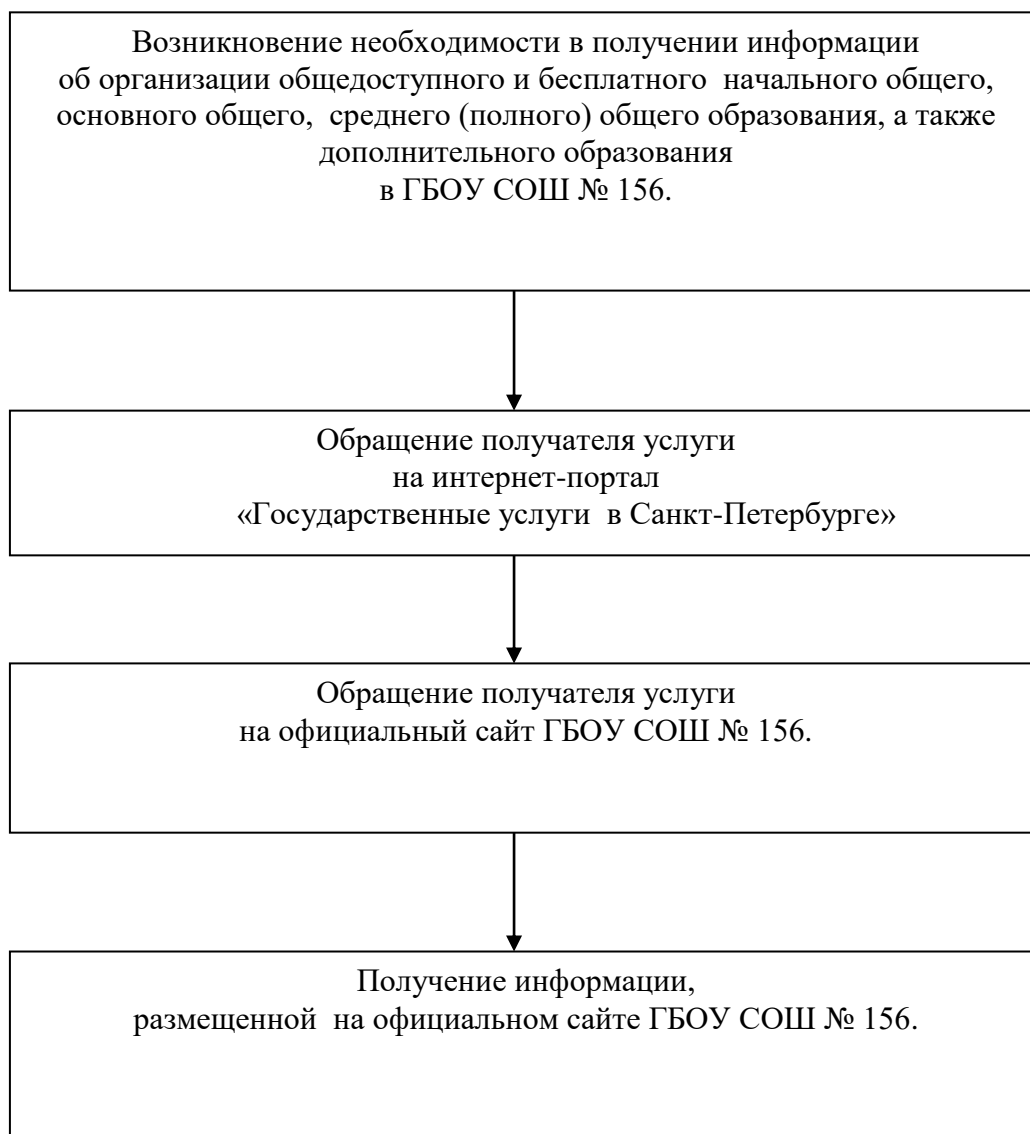 Возникновение необходимости в получении информации
об организации общедоступного и бесплатного начального общего,
основного общего, среднего (полного) общего образования, а также
дополнительного образования
в ГБОУ СОШ № 156.
Обращение получателя услуги
на интернет-портал
«Государственные услуги в Санкт-Петербурге»
Обращение получателя услуги
на официальный сайт ГБОУ СОШ № 156.
Получение информации,
размещенной на официальном сайте ГБОУ СОШ № 156.